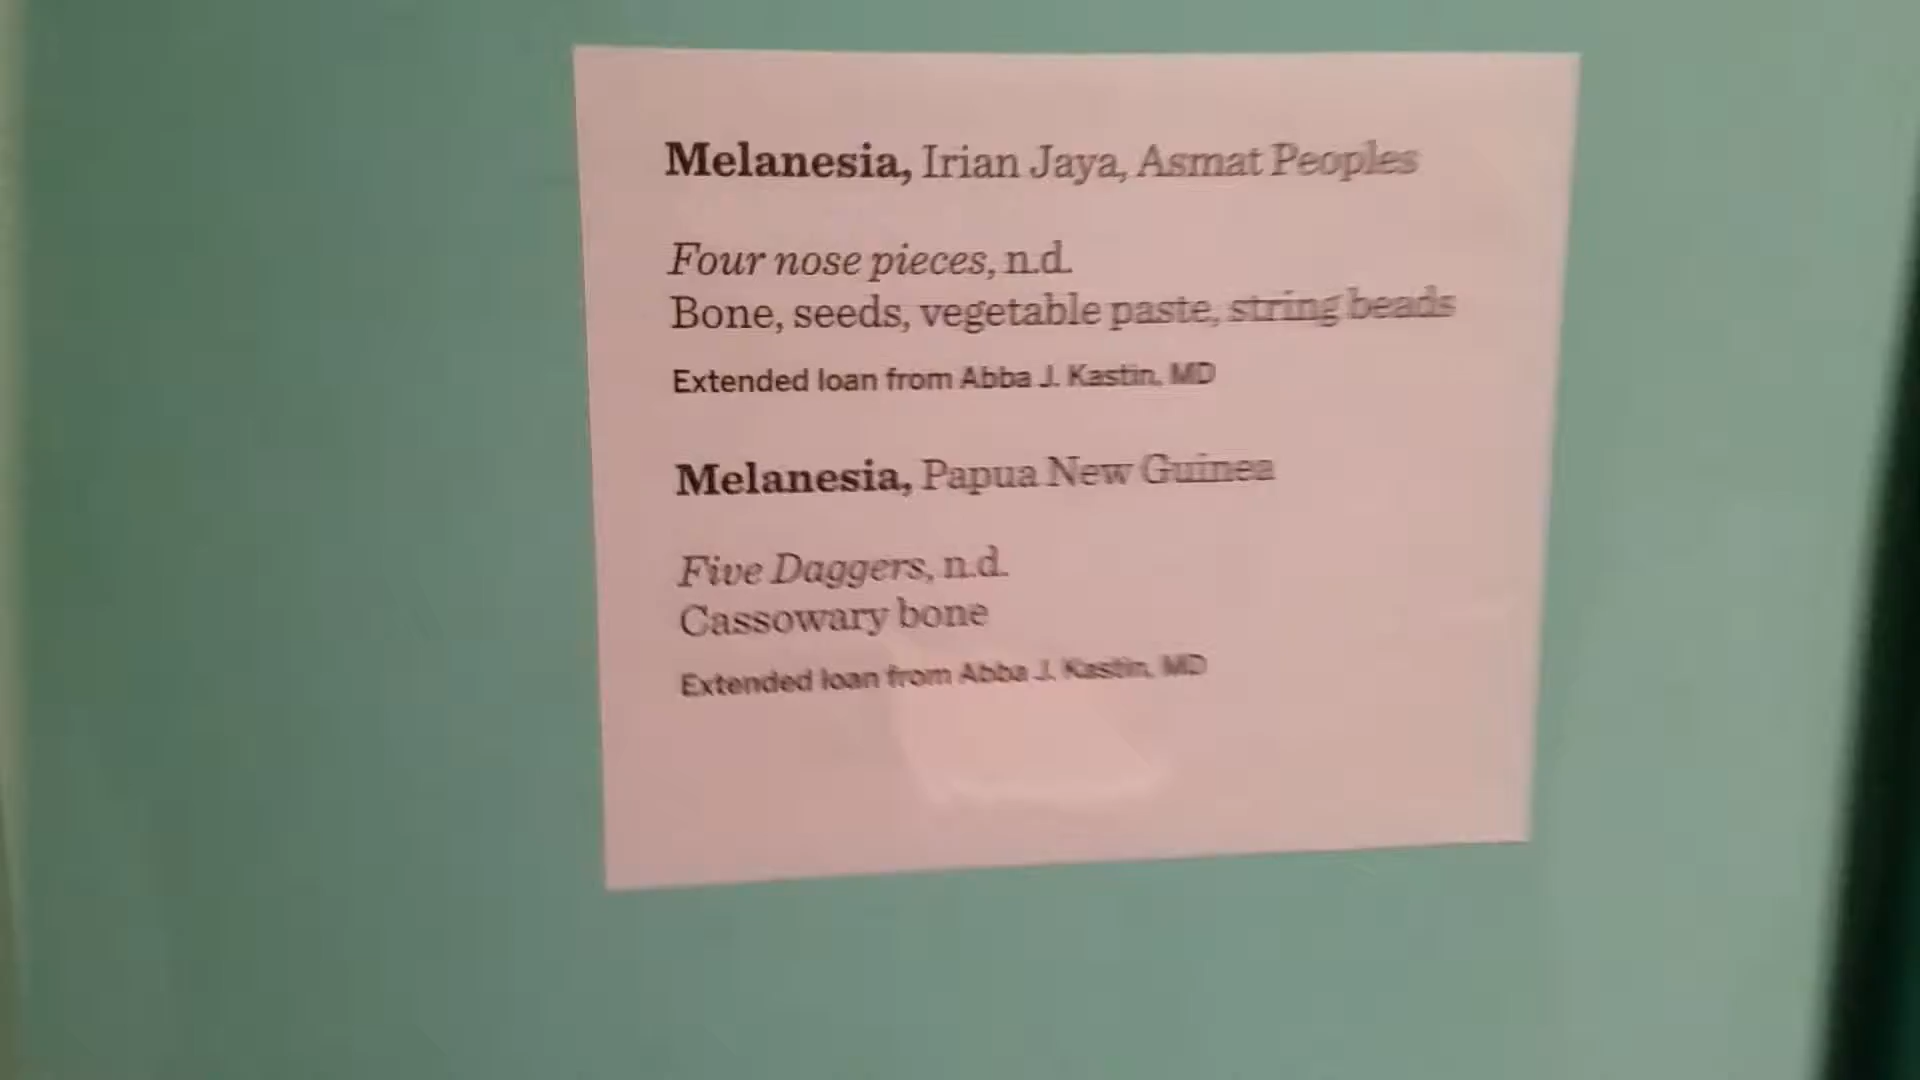 Melanesia, Irian Jaya, Asmat Peoples
Four nose pieces, n.d.
Bone, seeds, vegetable paste, string beads
Extended loan from Abba J. Kastin, MD
Melanesia, Papua New Guinea
Five Daggers, n.d.
Cassowary bone
Extended loan from Abba J. Kastin, MD